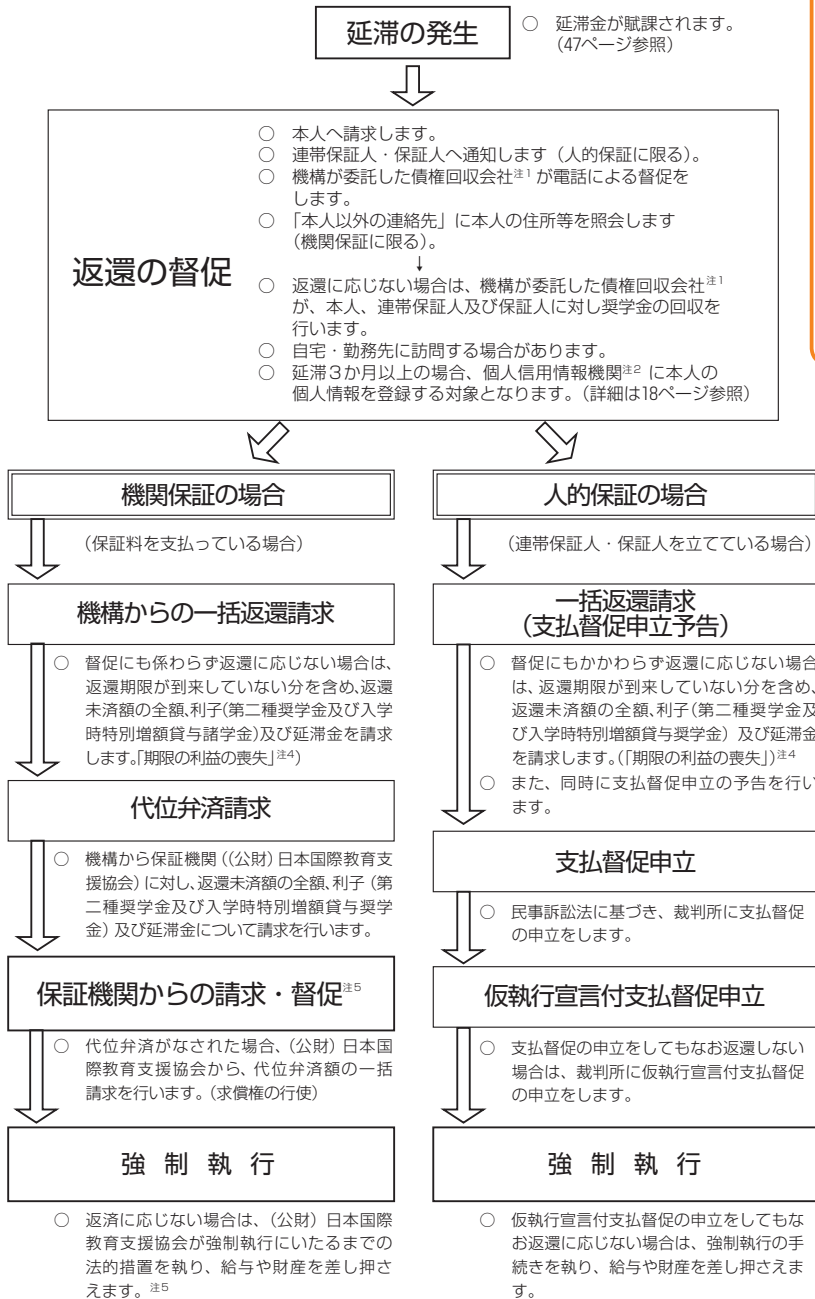 延滞の発生
○ 延滞金が賦課されます。
(47ページ参照)
返還の督促
○ 本人へ請求します。
○ 連帯保証人・保証人へ通知します(人的保証に限る)。
○ 機構が委託した債権回収会社注1が電話による督促を
します。
○ 「本人以外の連絡先」に本人の住所等を照会します
(機関保証に限る)。
↓
○ 返還に応じない場合は、機構が委託した債権回収会社注1
が、本人、連帯保証人及び保証人に対し奨学金の回収を
行います。
○ 自宅・勤務先に訪問する場合があります。
○ 延滞3か月以上の場合、個人信用情報機関注2 に本人の
個人情報を登録する対象となります。(詳細は18ページ参照)
機関保証の場合
(保証料を支払っている場合)
機構からの一括返還請求
○ 督促にも係わらず返還に応じない場合は、
返還期限が到来していない分を含め、返還
未済額の全額、利子(第二種奨学金及び入学
時特別増額貸与諸学金)及び延滞金を請求
します。「期限の利益の喪失」注4)
代位弁済請求
○ 機構から保証機関((公財)日本国際教育支
援協会)に対し、返還未済額の全額、利子(第
二種奨学金及び入学時特別増額貸与奨学
金)及び延滞金について請求を行います。
保証機関からの請求・督促注5
○ 代位弁済がなされた場合、(公財)日本国
際教育支援協会から、代位弁済額の一括
請求を行います。(求償権の行使)
強制執行
○ 返済に応じない場合は、(公財)日本国際
教育支援協会が強制執行にいたるまでの
法的措置を執り、給与や財産を差し押さ
えます。注5
人的保証の場合
(連帯保証人・保証人を立てている場合)
一括返還請求
(支払督促申立予告)
○ 督促にもかかわらず返還に応じない場合
は、返還期限が到来していない分を含め、
返還未済額の全額、利子(第二種奨学金及
び入学時特別増額貸与奨学金)及び延滞金
を請求します。(「期限の利益の喪失」)注4
○ また、同時に支払督促申立の予告を行い
ます。
支払督促申立
○ 民事訴訟法に基づき、裁判所に支払督促
の申立をします。
仮執行宣言付支払督促申立
○ 支払督促の申立をしてもなお返還しない
場合は、裁判所に仮執行宣言付支払督促
の申立をします。
強制執行
○ 仮執行宣言付支払督促の申立をしてもな
お返還に応じない場合は、強制執行の手
続きを執り、給与や財産を差し押さえま
す。